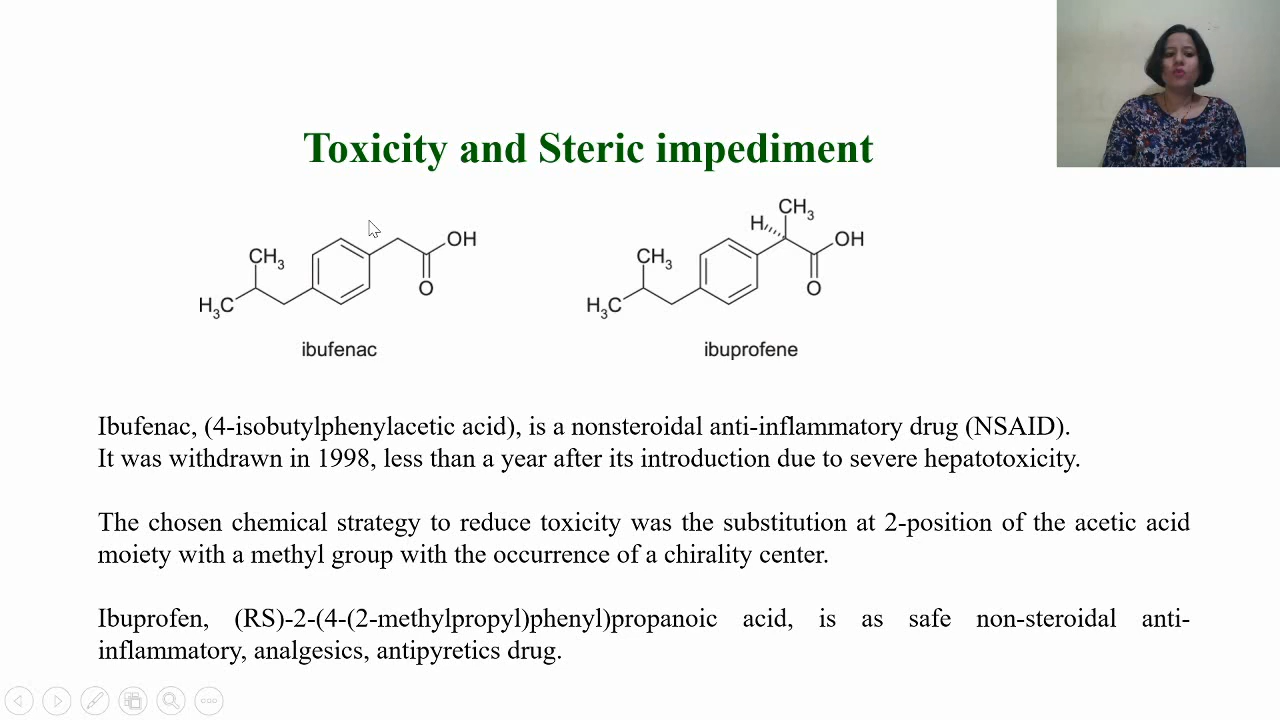 Toxicity and Steric impediment
CH3
H3C
OH
O
ibufenac
CH3
H
CH3
H3C
OH
O
ibuprofene
Ibufenac, (4-isobutylphenylacetic acid), is a nonsteroidal anti-inflammatory drug (NSAID).
It was withdrawn in 1998, less than a year after its introduction due to severe hepatotoxicity.
The chosen chemical strategy to reduce toxicity was the substitution at 2-position of the acetic acid
moiety with a methyl group with the occurrence of a chirality center.
Ibuprofen, (RS)-2-(4-(2-methylpropyl)phenyl)propanoic acid, is as safe non-steroidal anti-
inflammatory, analgesics, antipyretics drug.